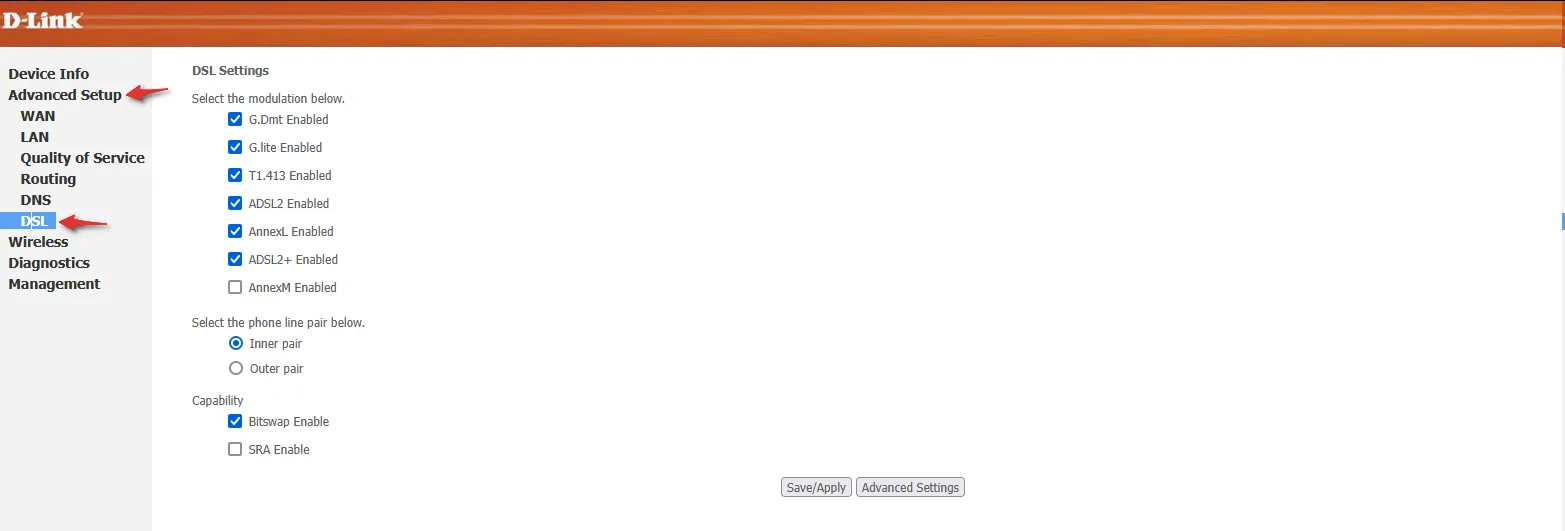 D-Link
Device Info
Advanced Setup
WAN
LAN
Quality of Service
Routing
DNS
DSL
Wireless
Diagnostics
Management
DSL Settings
Select the modulation below.
G.Dmt Enabled
G.lite Enabled
T1.413 Enabled
ADSL2 Enabled
AnnexL Enabled
ADSL2+ Enabled
AnnexM Enabled
Select the phone line pair below.
Inner pair
Outer pair
Capability
Bitswap Enable
SRA Enable
Save/Apply Advanced Settings